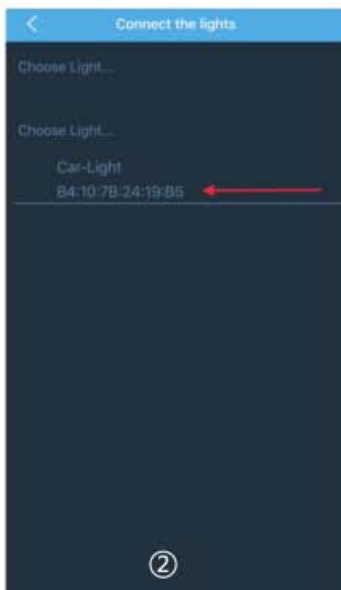 Connect the lights
Choose Light...
Choose Light...
Car-Light
B4:10:7B:24:19:B5
②